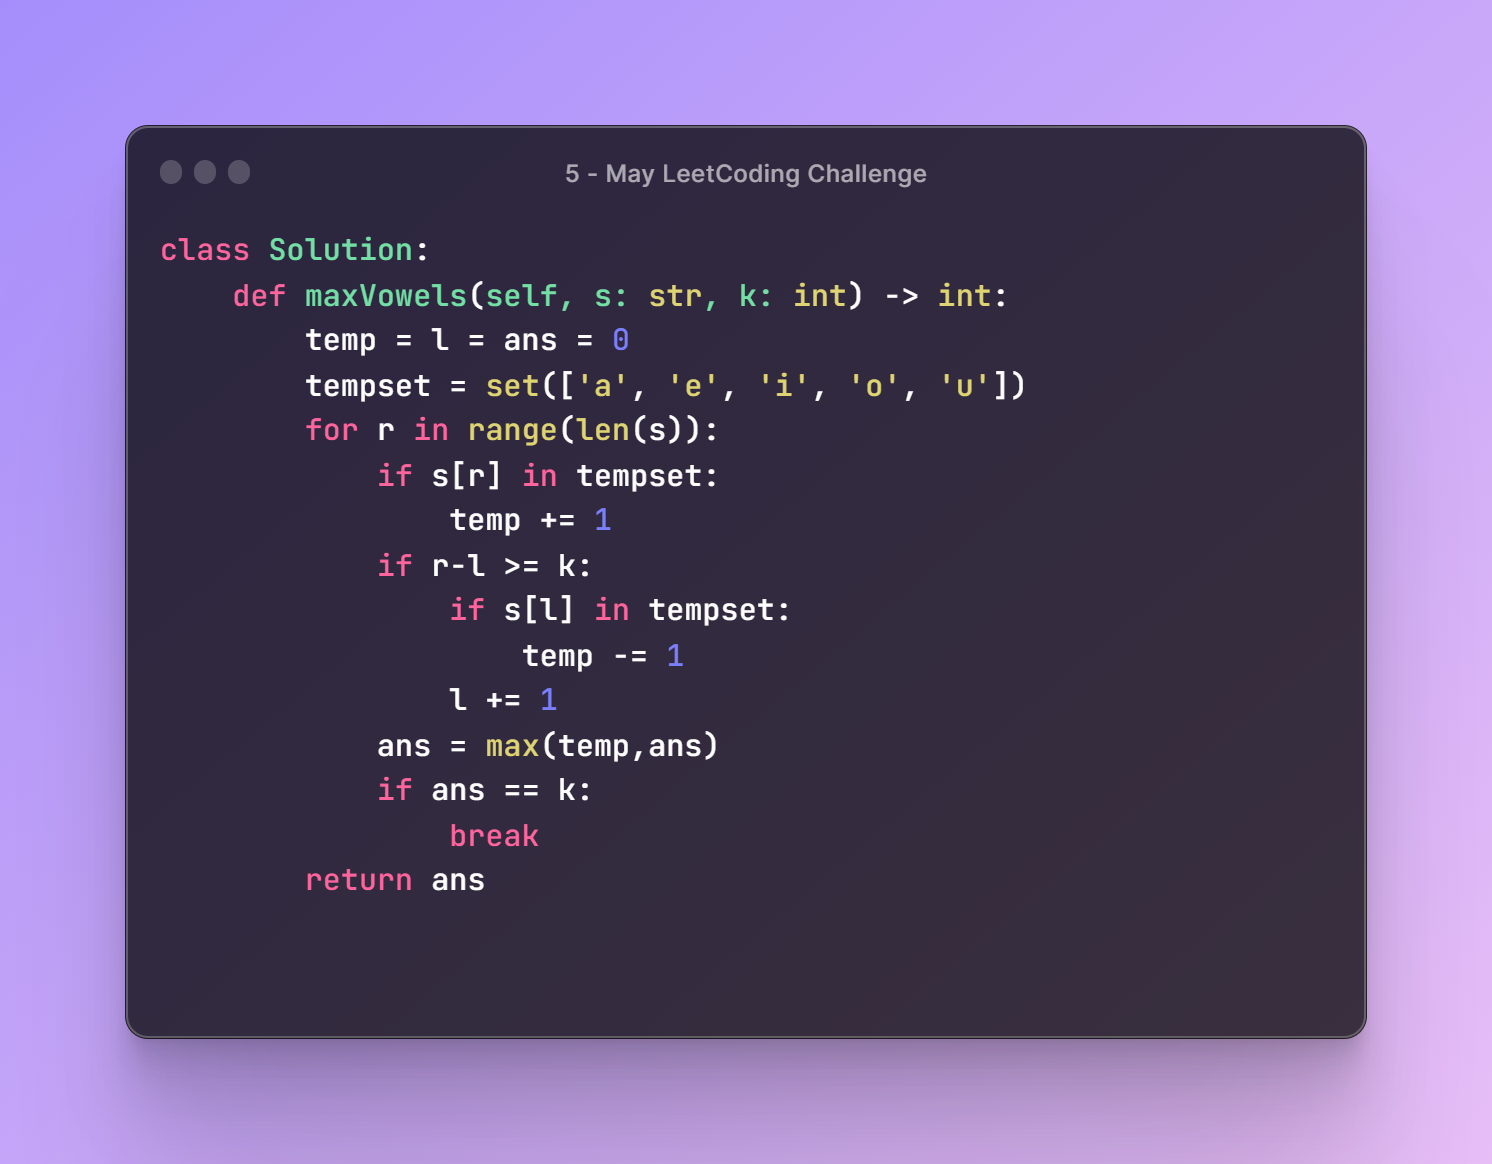 5 - May LeetCoding Challenge
class Solution:
    def maxVowels(self, s: str, k: int) -> int:
        temp = l = ans = 0
        tempset = set(['a', 'e', 'i', 'o', 'u'])
        for r in range(len(s)):
            if s[r] in tempset:
                temp += 1
            if r-l >= k:
                if s[l] in tempset:
                    temp -= 1
                l += 1
            ans = max(temp,ans)
            if ans == k:
                break
        return ans